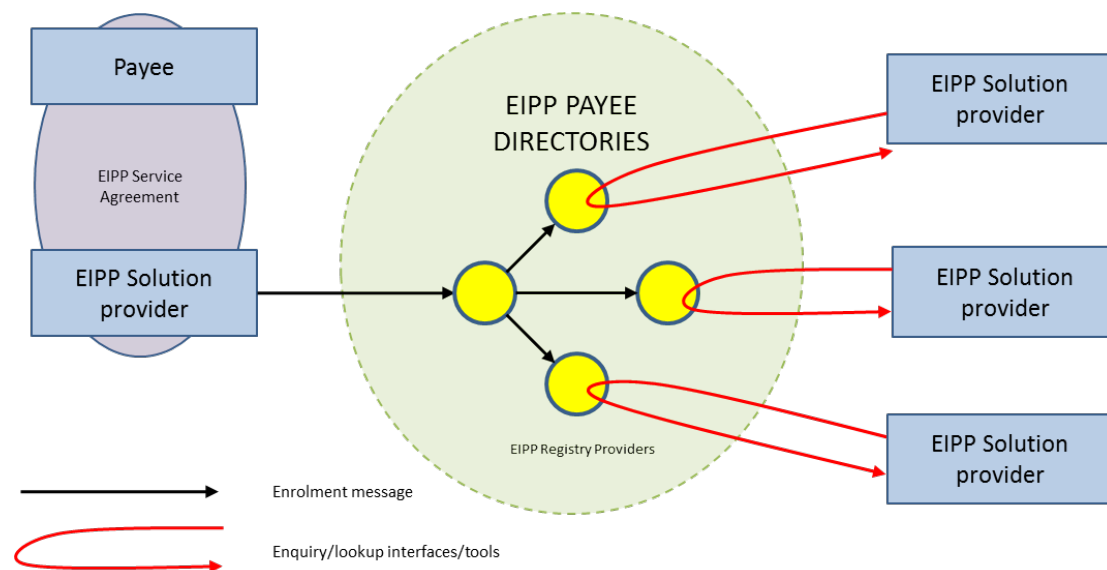 Payee
EIPP Service
Agreement
EIPP Solution
provider
EIPP PAYEE
DIRECTORIES
EIPP Registry Providers
EIPP Solution
provider
EIPP Solution
provider
EIPP Solution
provider
Enrolment message
Enquiry/lookup interfaces/tools